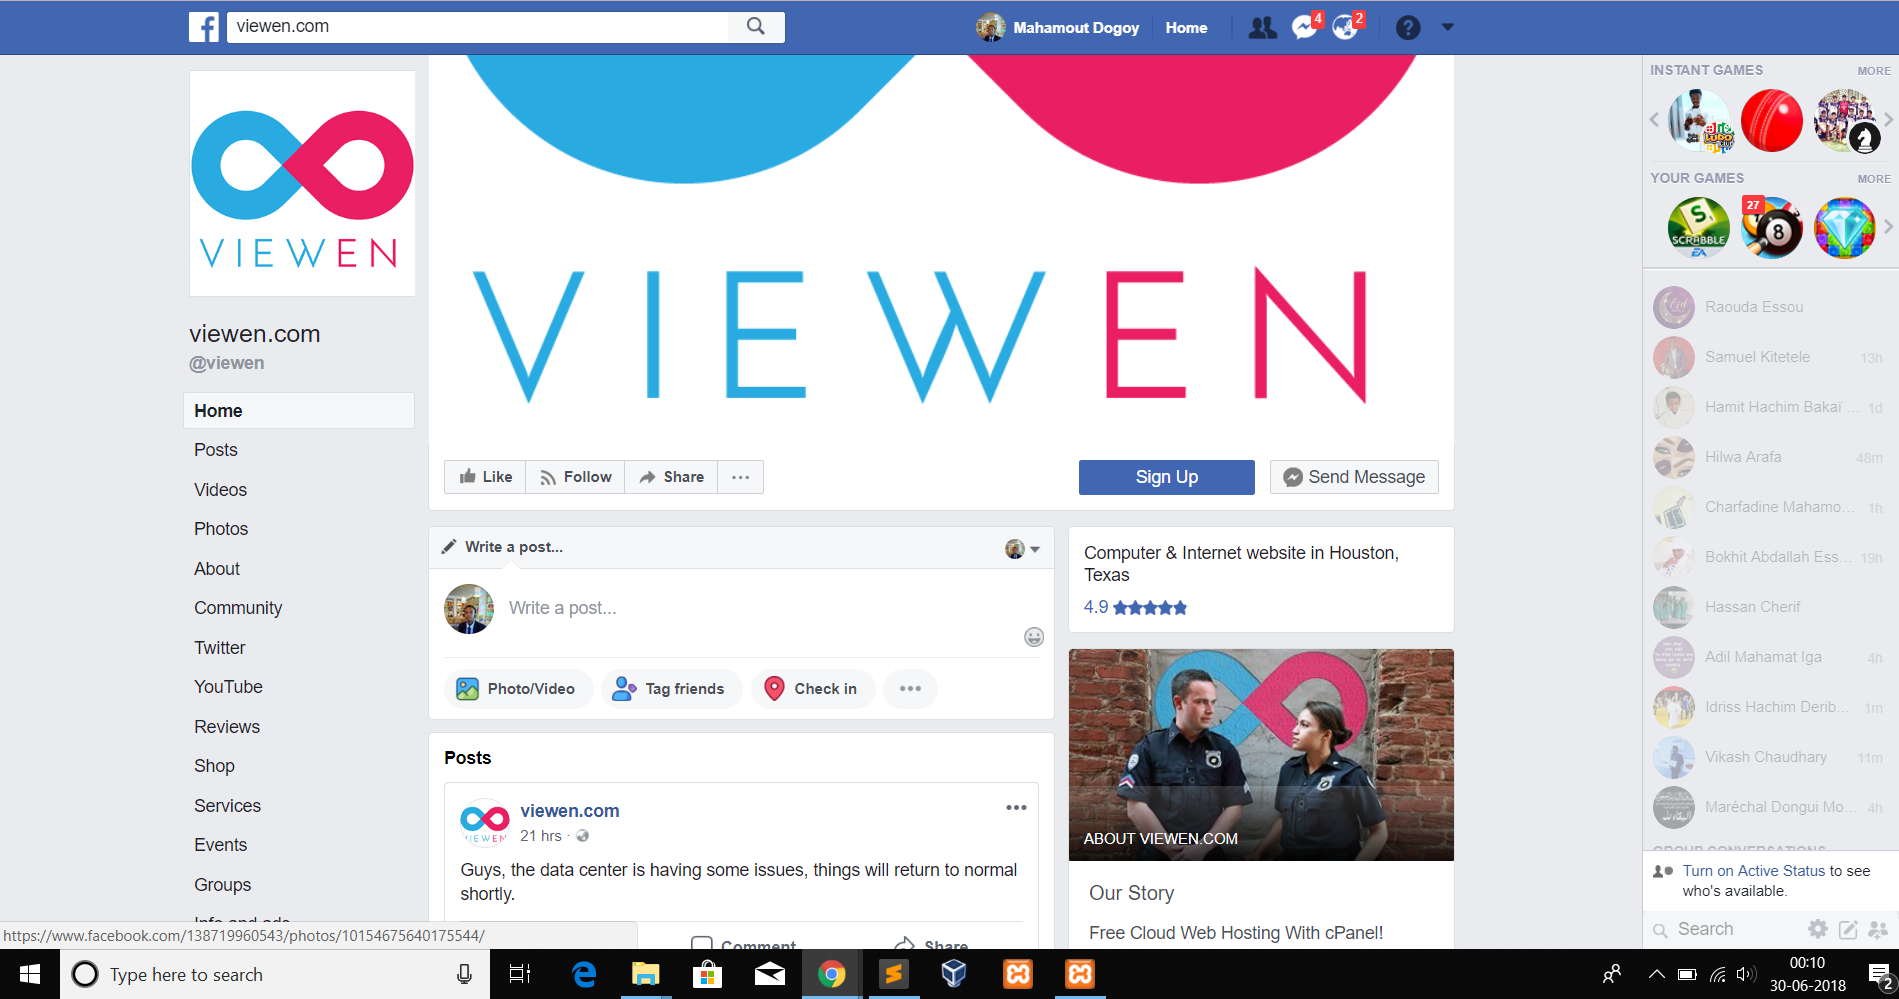 viewen.com
Mahamout Dogoy
Home
4
2
VIEWEN
viewen.com
@viewen
Home
Posts
Videos
Photos
About
Community
Twitter
YouTube
Reviews
Shop
Services
Events
Groups
Info and ads
VIEWEN
Like
Follow
Share
Sign Up
Send Message
Write a post...
Write a post...
Photo/Video
Tag friends
Check in
Posts
VIEWEN
viewen.com
21 hrs ·
Guys, the data center is having some issues, things will return to normal
shortly.
Comment
Share
Computer & Internet website in Houston,
Texas
4.9
ABOUT VIEWEN.COM
Our Story
Free Cloud Web Hosting With cPanel!
INSTANT GAMES MORE
LUDO
YOUR GAMES MORE
S
SCRABBLE
EA
27
8
Raouda Essou
Samuel Kitetele 13h
Hamit Hachim Bakaï ... 1d
Hilwa Arafa 48m
Charfadine Mahamo... 1h
Bokhit Abdallah Ess... 19h
Hassan Cherif
Adil Mahamat Iga 4h
Idriss Hachim Derib... 1m
Vikash Chaudhary 11m
Maréchal Dongui Mo... 4h
GROUP CONVERSATIONS
Turn on Active Status to see
who's available.
Search
https://www.facebook.com/138719960543/photos/10154675640175544/
Type here to search
00:10
30-06-2018
2